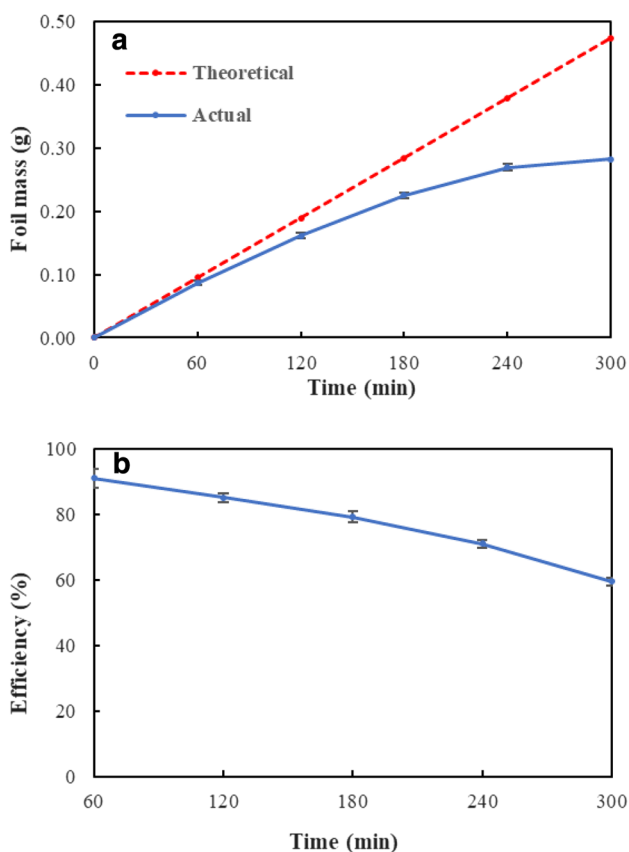 a
Theoretical
Actual
Foil mass (g)
0.50
0.40
0.30
0.20
0.10
0.00
0 60 120 180 240 300
Time (min)
b
Efficiency (%)
100
80
60
40
20
0
60 120 180 240 300
Time (min)